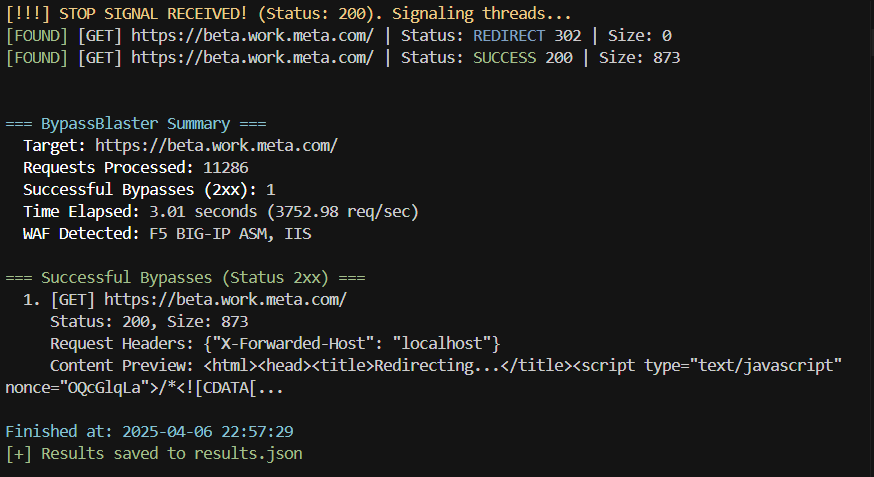 [!!!] STOP SIGNAL RECEIVED! (Status: 200). Signaling threads...
[FOUND] [GET] https://beta.work.meta.com/ | Status: REDIRECT 302 | Size: 0
[FOUND] [GET] https://beta.work.meta.com/ | Status: SUCCESS 200 | Size: 873
=== BypassBlaster Summary ===
Target: https://beta.work.meta.com/
Requests Processed: 11286
Successful Bypasses (2xx): 1
Time Elapsed: 3.01 seconds (3752.98 req/sec)
WAF Detected: F5 BIG-IP ASM, IIS
=== Successful Bypasses (Status 2xx) ===
1. [GET] https://beta.work.meta.com/
Status: 200, Size: 873
Request Headers: {"X-Forwarded-Host": "localhost"}
Content Preview: <html><head><title>Redirecting...</title><script type="text/javascript"
nonce="OQcGlqLa">/*<![CDATA[...
Finished at: 2025-04-06 22:57:29
[+] Results saved to results.json